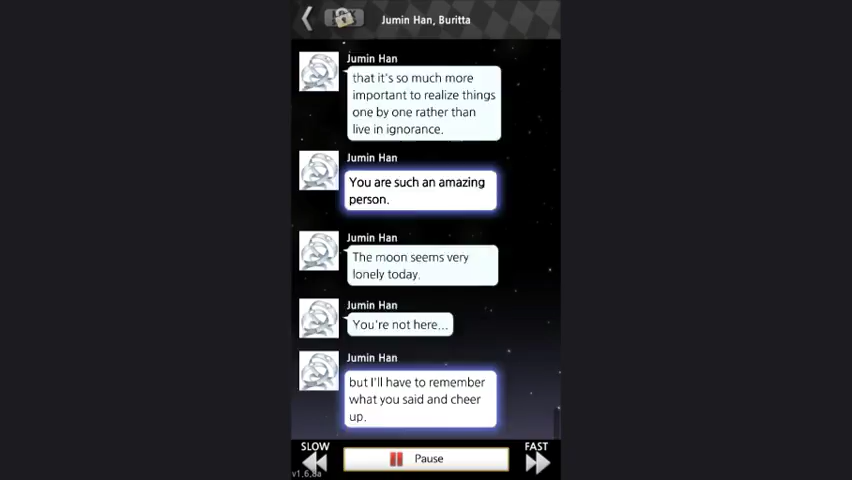 Jumin Han, Buritta
Jumin Han
that it's so much more
important to realize things
one by one rather than
live in ignorance.
Jumin Han
You are such an amazing
person.
Jumin Han
The moon seems very
lonely today.
Jumin Han
You're not here...
Jumin Han
but I'll have to remember
what you said and cheer
up.
SLOW
Pause
FAST
v1.6.8a